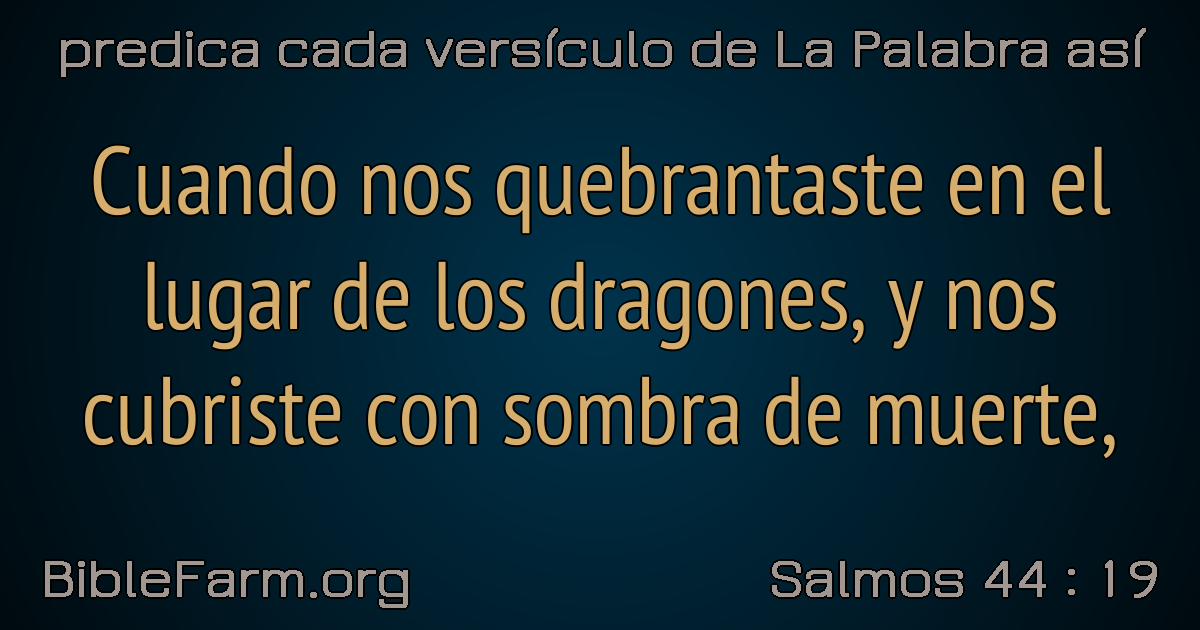 predica cada versículo de La Palabra así
Cuando nos quebrantaste en el
lugar de los dragones, y nos
cubriste con sombra de muerte,
BibleFarm.org
Salmos 44 : 19